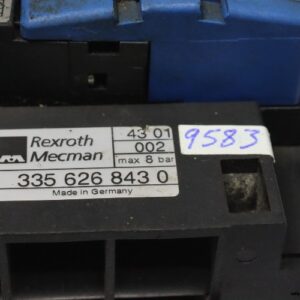 Rexroth
Mecman
43 01
002
max 8 bar
9583
335 626 843 0
Made in Germany